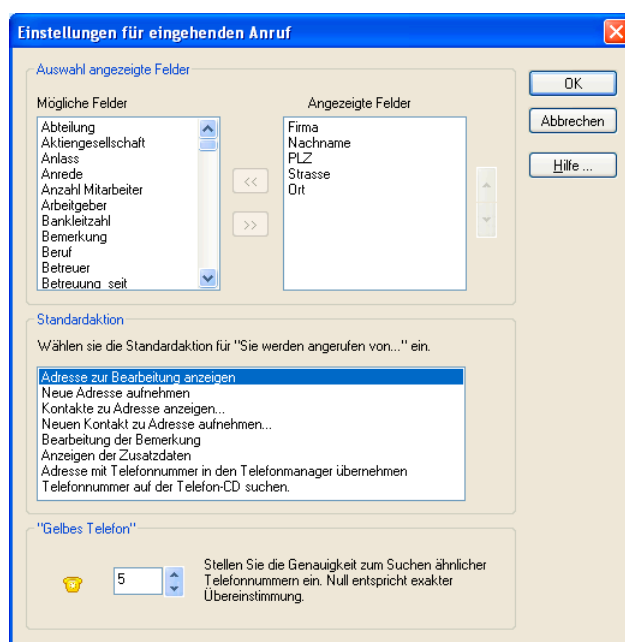 Einstellungen für eingehenden Anruf
Auswahl angezeigte Felder
Mögliche Felder
Abteilung
Aktiengesellschaft
Anlass
Anrede
Anzahl Mitarbeiter
Arbeitgeber
Bankleitzahl
Bemerkung
Beruf
Betreuer
Betreuung_seit
<<
>>
Angezeigte Felder
Firma
Nachname
PLZ
Strasse
Ort
OK
Abbrechen
Hilfe ...
Standardaktion
Wählen sie die Standardaktion für "Sie werden angerufen von..." ein.
Adresse zur Bearbeitung anzeigen
Neue Adresse aufnehmen
Kontakte zu Adresse anzeigen...
Neuen Kontakt zu Adresse aufnehmen...
Bearbeitung der Bemerkung
Anzeigen der Zusatzdaten
Adresse mit Telefonnummer in den Telefonmanager übernehmen
Telefonnummer auf der Telefon-CD suchen.
"Gelbes Telefon"
5
Stellen Sie die Genauigkeit zum Suchen ähnlicher
Telefonnummern ein. Null entspricht exakter
Übereinstimmung.